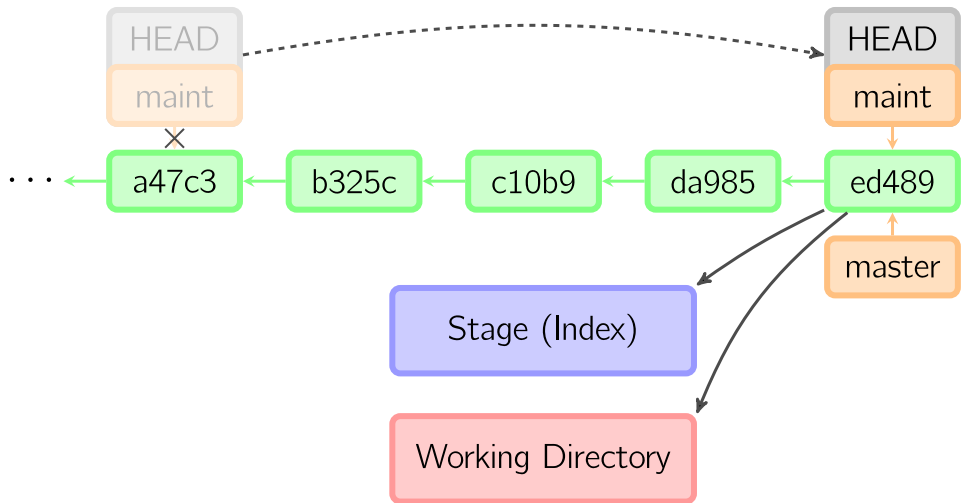 HEAD HEAD
maint maint
... a47c3 b325c c10b9 da985 ed489
master
Stage (Index)
Working Directory